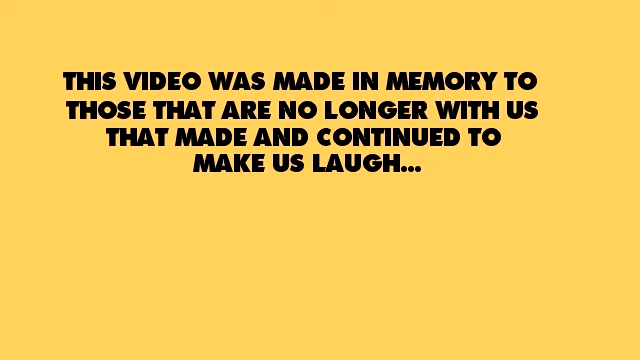 THIS VIDEO WAS MADE IN MEMORY TO
THOSE THAT ARE NO LONGER WITH US
THAT MADE AND CONTINUED TO
MAKE US LAUGH...